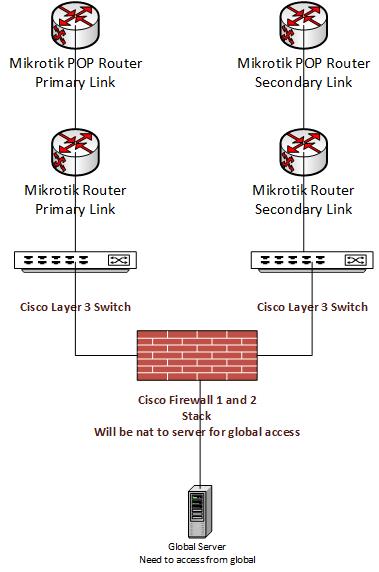 Mikrotik POP Router
Primary Link
Mikrotik POP Router
Secondary Link
Mikrotik Router
Primary Link
Mikrotik Router
Secondary Link
Cisco Layer 3 Switch
Cisco Layer 3 Switch
Cisco Firewall 1 and 2
Stack
Will be nat to server for global access
Global Server
Need to access from global